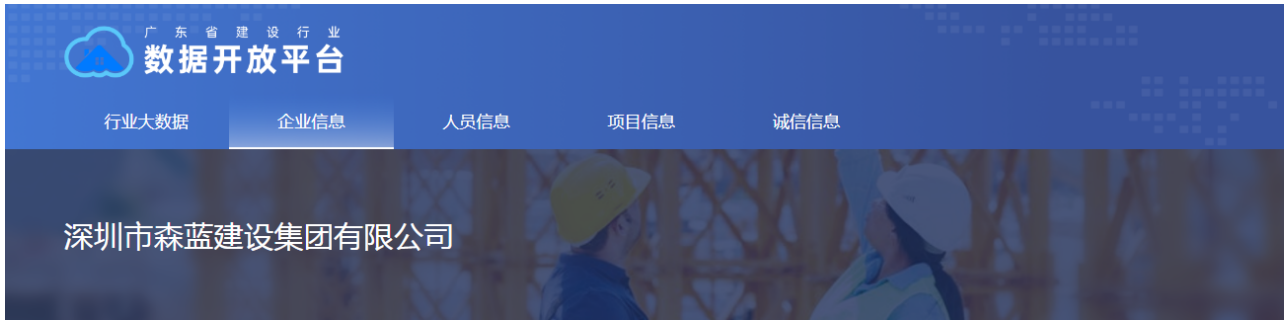 广东省建设行业
数据开放平台
行业大数据 企业信息 人员信息 项目信息 诚信信息
深圳市森蓝建设集团有限公司